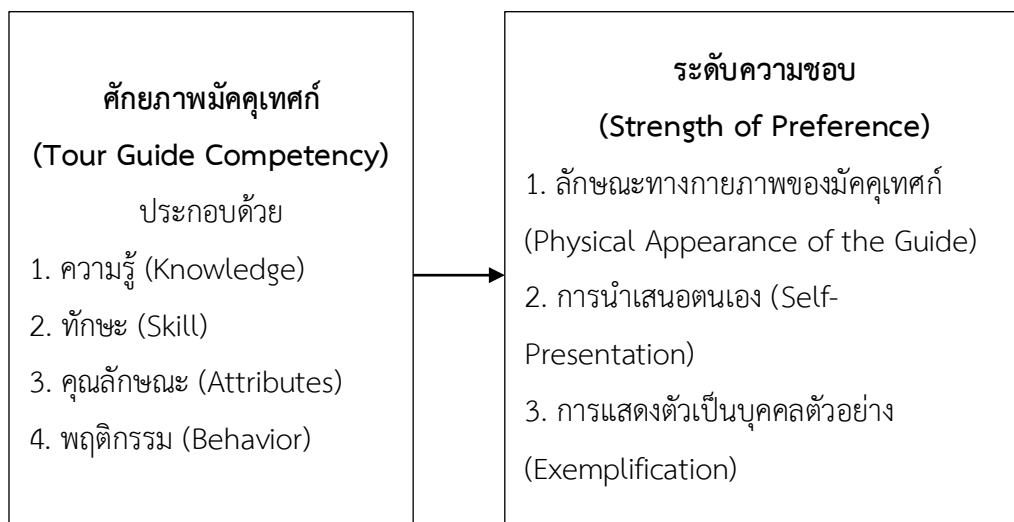 ศักยภาพมัคคุเทศก์
(Tour Guide Competency)
ประกอบด้วย
1. ความรู้ (Knowledge)
2. ทักษะ (Skill)
3. คุณลักษณะ (Attributes)
4. พฤติกรรม (Behavior)
ระดับความชอบ
(Strength of Preference)
1. ลักษณะทางกายภาพของมัคคุเทศก์
(Physical Appearance of the Guide)
2. การนำเสนอตนเอง (Self-
Presentation)
3. การแสดงตัวเป็นบุคคลตัวอย่าง
(Exemplification)